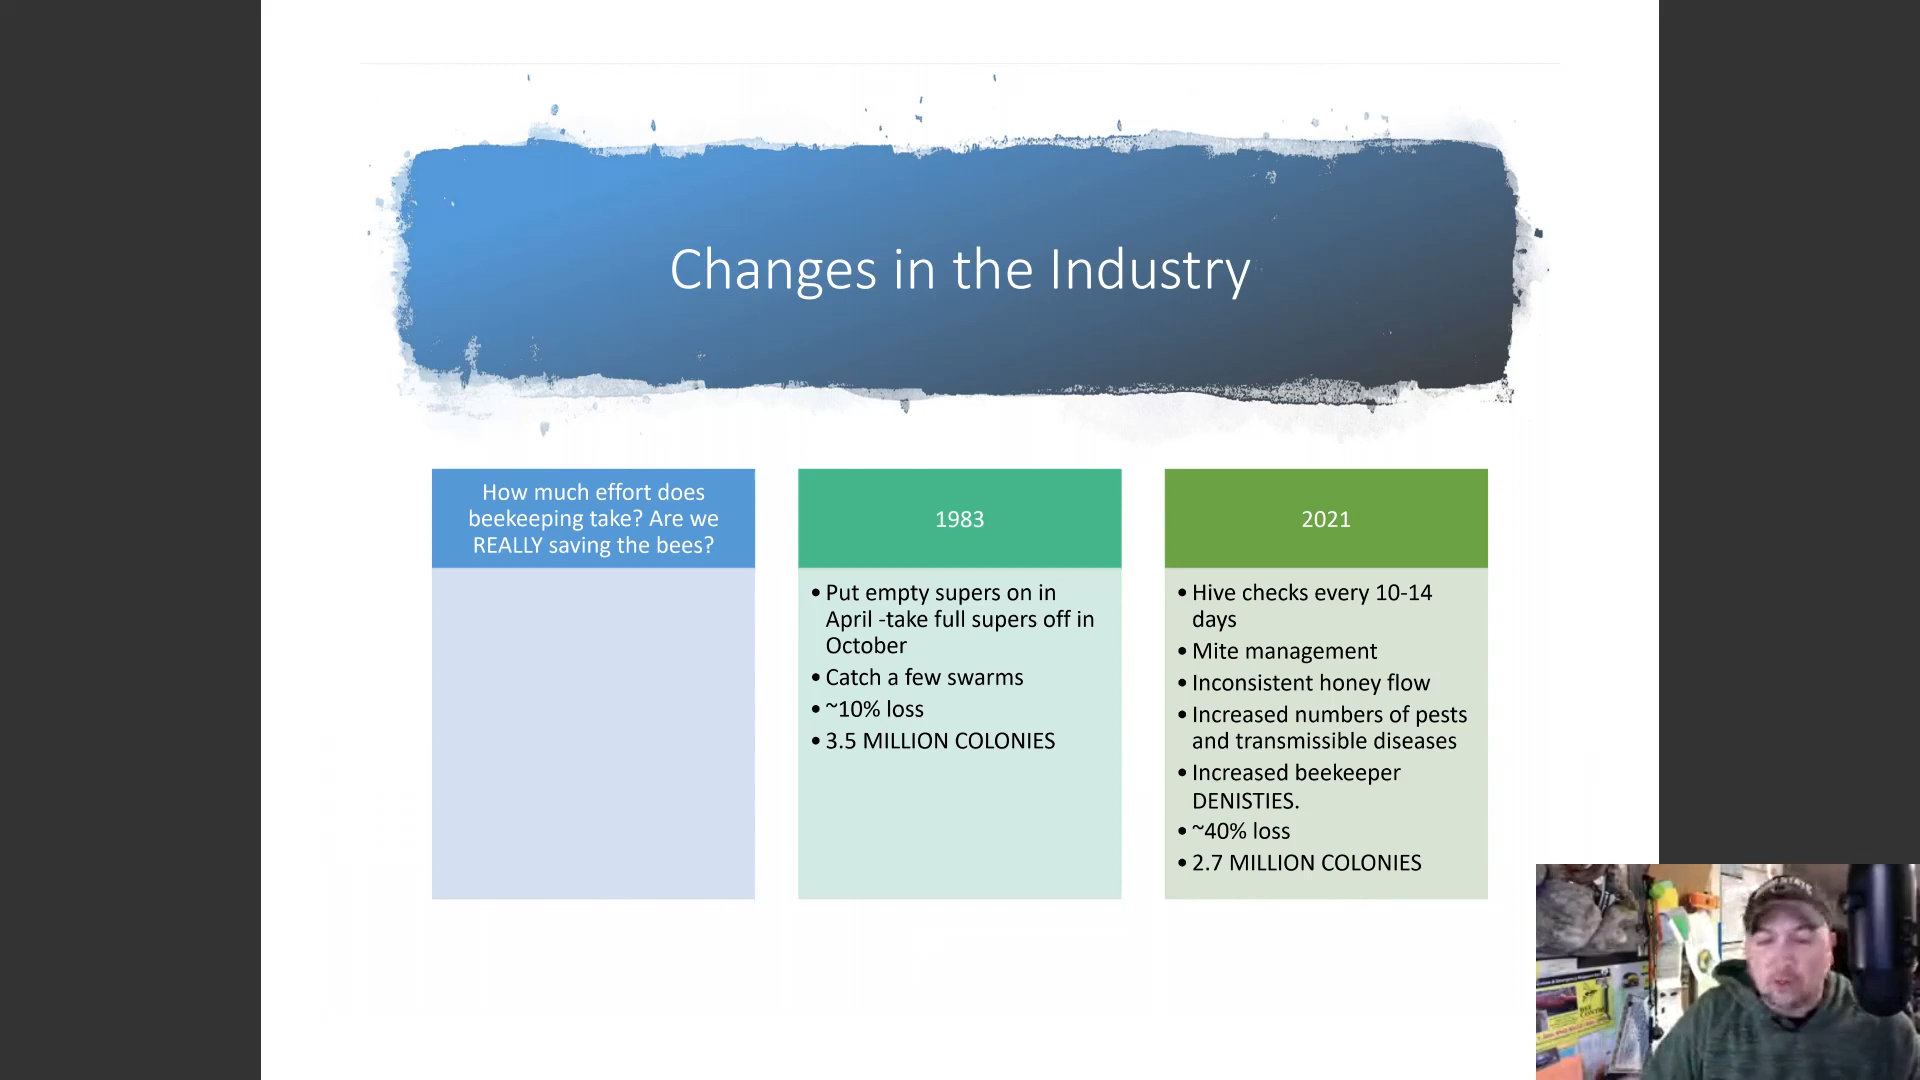 Changes in the Industry
How much effort does
beekeeping take? Are we
REALLY saving the bees?
1983
• Put empty supers on in
April -take full supers off in
October
• Catch a few swarms
• ~10% loss
• 3.5 MILLION COLONIES
2021
• Hive checks every 10-14
days
• Mite management
• Inconsistent honey flow
• Increased numbers of pests
and transmissible diseases
• Increased beekeeper
DENISTIES.
• ~40% loss
• 2.7 MILLION COLONIES